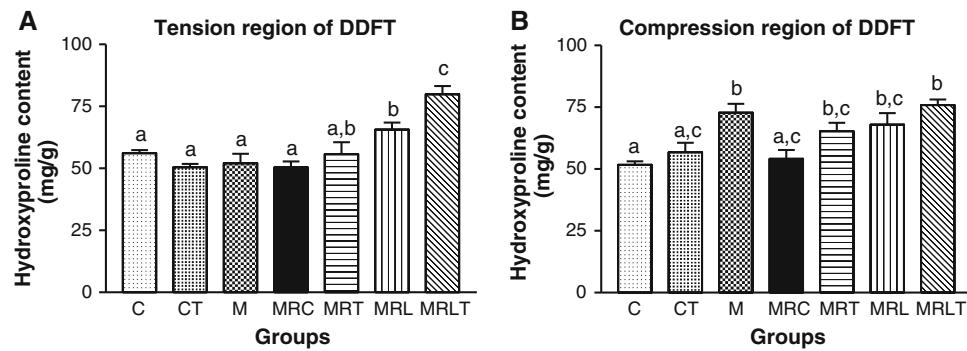 A
Tension region of DDFT
Hydroxyproline content
(mg/g)
100
75
50
25
0
a
a
a
a
a,b
b
c
C CT M MRC MRT MRL MRLT
Groups
B
Compression region of DDFT
Hydroxyproline content
(mg/g)
100
75
50
25
0
a
a,c
b
a,c
b,c
b,c
b
C CT M MRC MRT MRL MRLT
Groups